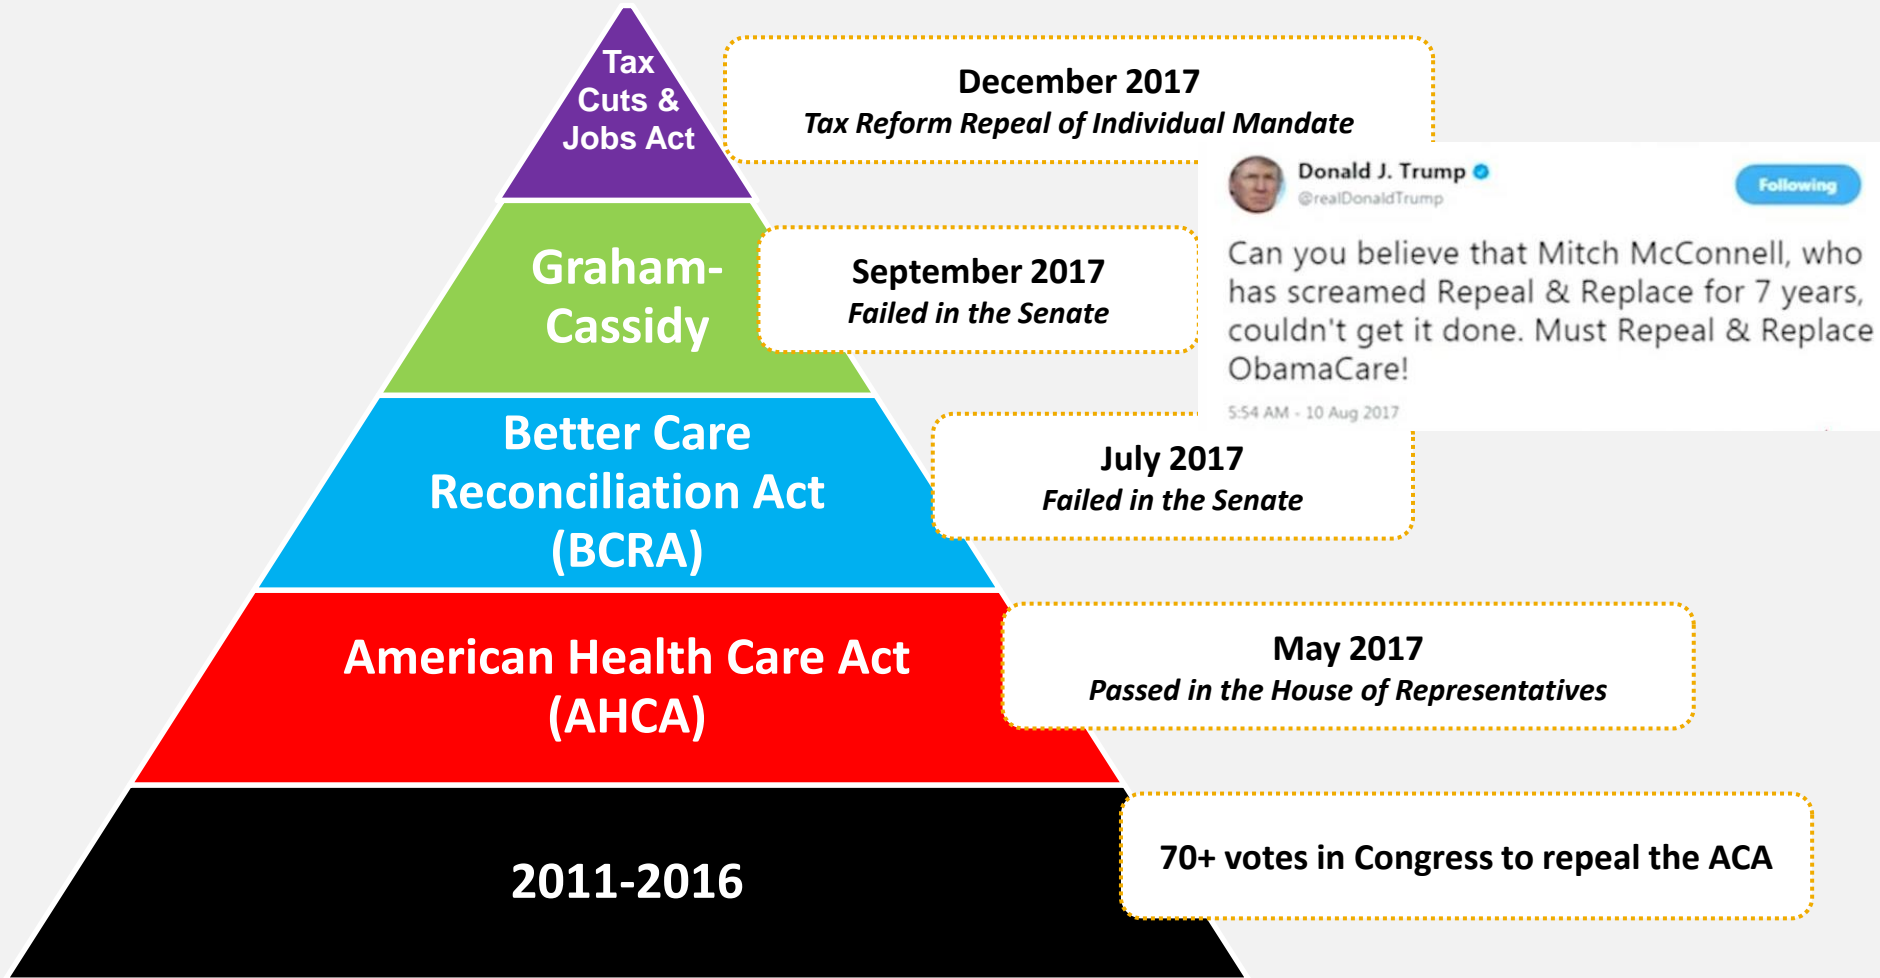 Tax
Cuts &
Jobs Act
December 2017
Tax Reform Repeal of Individual Mandate
Donald J. Trump
@realDonaldTrump
Following
Can you believe that Mitch McConnell, who
has screamed Repeal & Replace for 7 years,
couldn't get it done. Must Repeal & Replace
ObamaCare!
5:54 AM - 10 Aug 2017
Graham-
Cassidy
September 2017
Failed in the Senate
Better Care
Reconciliation Act
(BCRA)
July 2017
Failed in the Senate
American Health Care Act
(AHCA)
May 2017
Passed in the House of Representatives
2011-2016
70+ votes in Congress to repeal the ACA